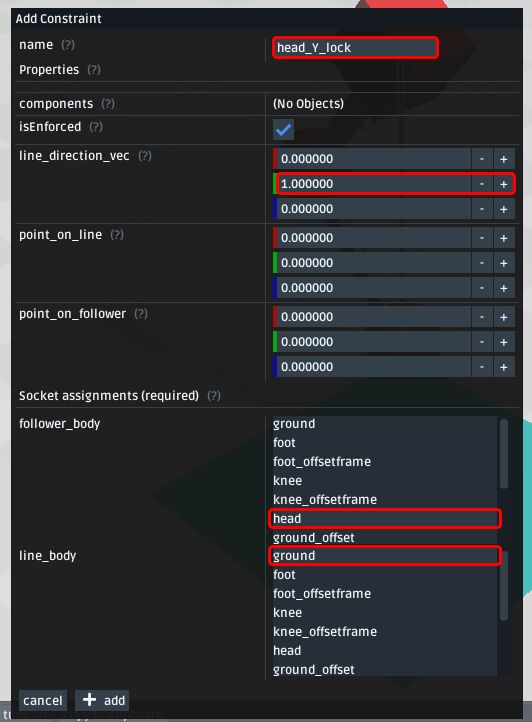 Add Constraint
name (?) head_Y_lock
Properties (?)
components (?) (No Objects)
isEnforced (?)
line_direction_vec (?) 0.000000 - +
1.000000 - +
0.000000 - +
point_on_line (?) 0.000000 - +
0.000000 - +
0.000000 - +
point_on_follower (?) 0.000000 - +
0.000000 - +
0.000000 - +
Socket assignments (required) (?)
follower_body ground
foot
foot_offsetframe
knee
knee_offsetframe
head
ground_offset
line_body ground
foot
foot_offsetframe
knee
knee_offsetframe
head
ground_offset
cancel + add